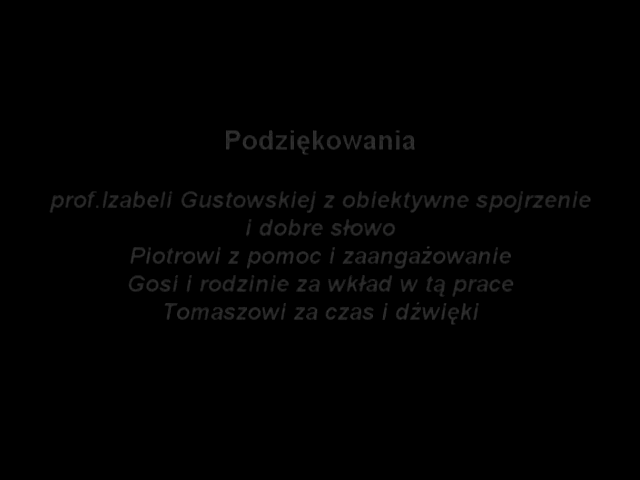 Podziękowania
prof.Izabeli Gustowskiej z obiektywne spojrzenie
i dobre słowo
Piotrowi z pomoc i zaangażowanie
Gosi i rodzinie za wkład w tą prace
Tomaszowi za czas i dżwięki